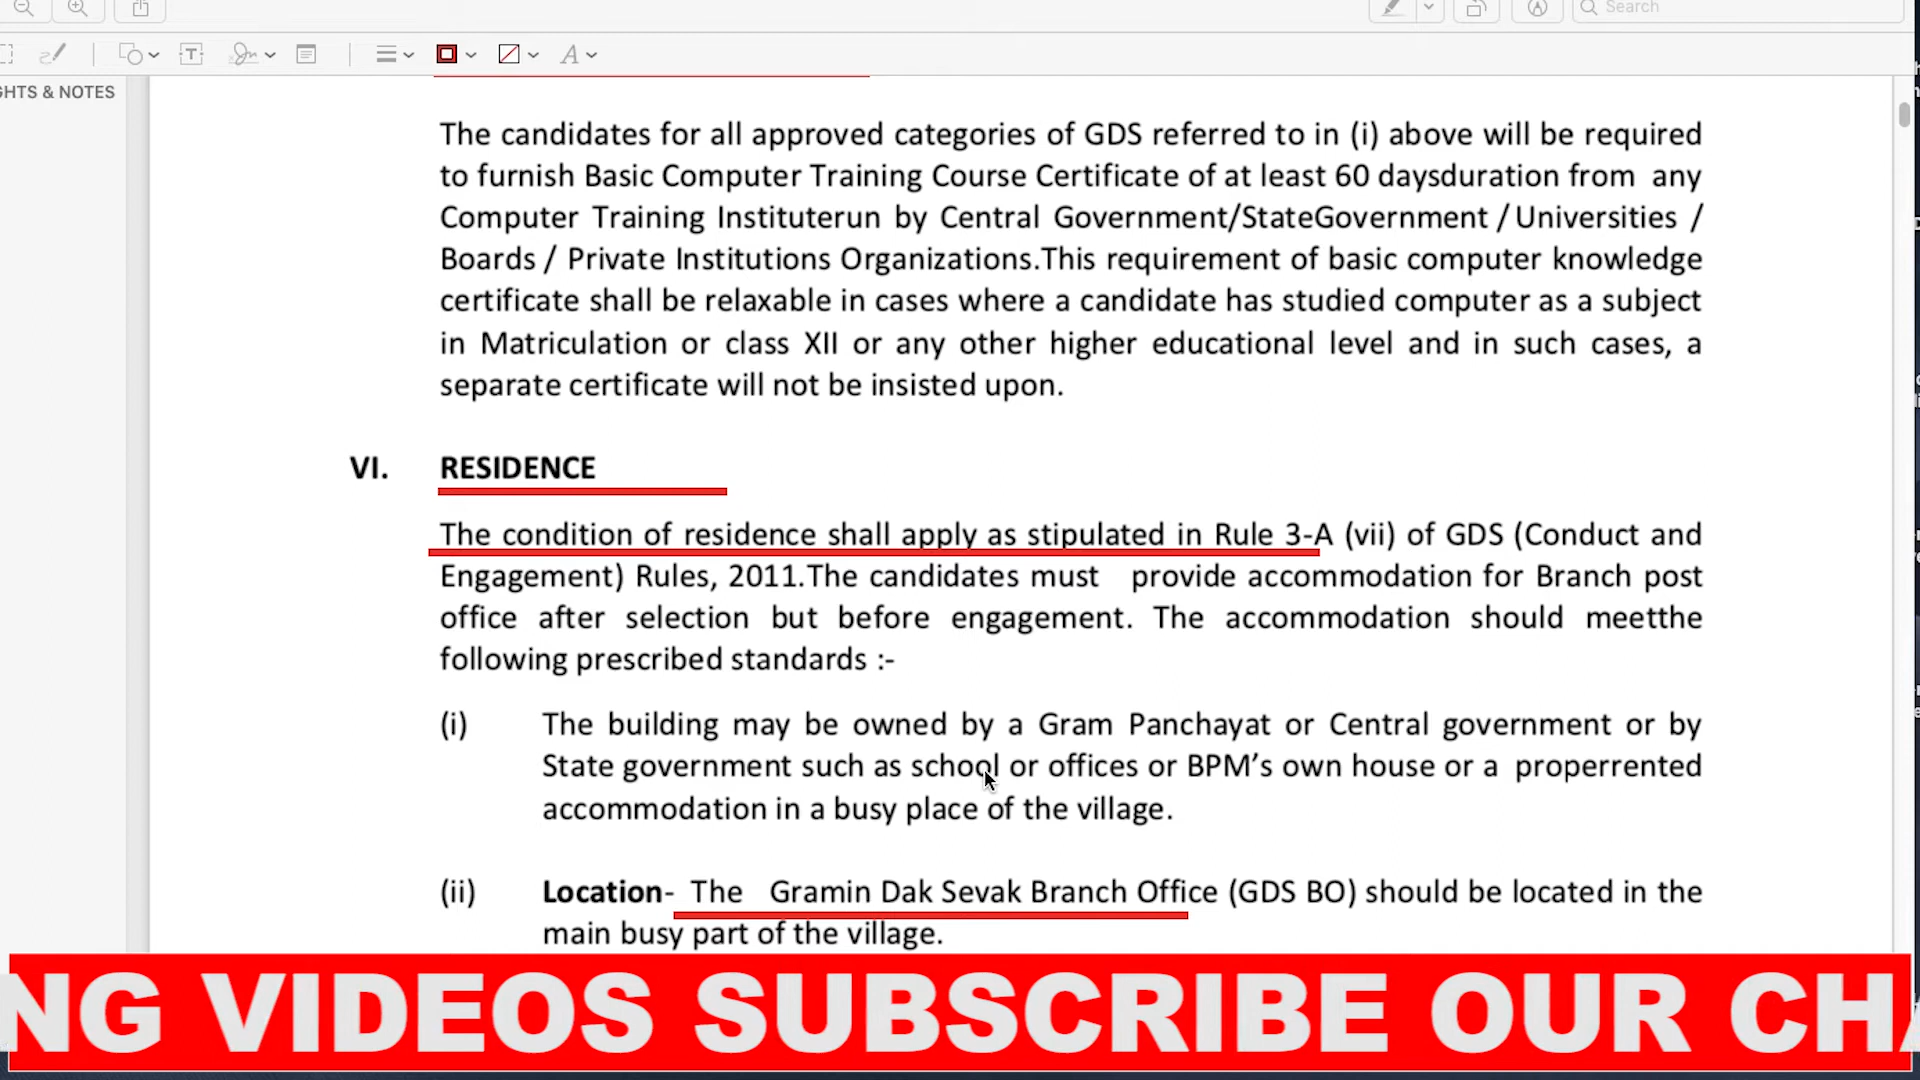 Search
GHTS & NOTES
The candidates for all approved categories of GDS referred to in (i) above will be required
to furnish Basic Computer Training Course Certificate of at least 60 daysduration from any
Computer Training Instituterun by Central Government/StateGovernment / Universities /
Boards / Private Institutions Organizations.This requirement of basic computer knowledge
certificate shall be relaxable in cases where a candidate has studied computer as a subject
in Matriculation or class XII or any other higher educational level and in such cases, a
separate certificate will not be insisted upon.
VI. RESIDENCE
The condition of residence shall apply as stipulated in Rule 3-A (vii) of GDS (Conduct and
Engagement) Rules, 2011.The candidates must provide accommodation for Branch post
office after selection but before engagement. The accommodation should meetthe
following prescribed standards :-
(i) The building may be owned by a Gram Panchayat or Central government or by
State government such as school or offices or BPM’s own house or a properrented
accommodation in a busy place of the village.
(ii) Location- The Gramin Dak Sevak Branch Office (GDS BO) should be located in the
main busy part of the village.
NG VIDEOS SUBSCRIBE OUR CHA